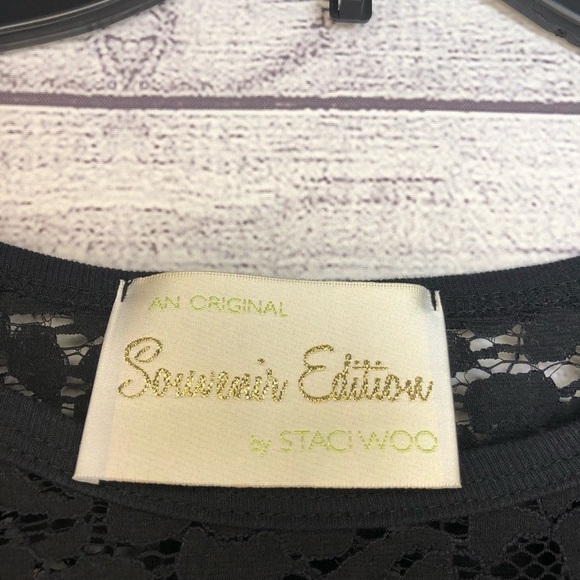 AN ORIGINAL
Souvenir Edition
by STACI WOO